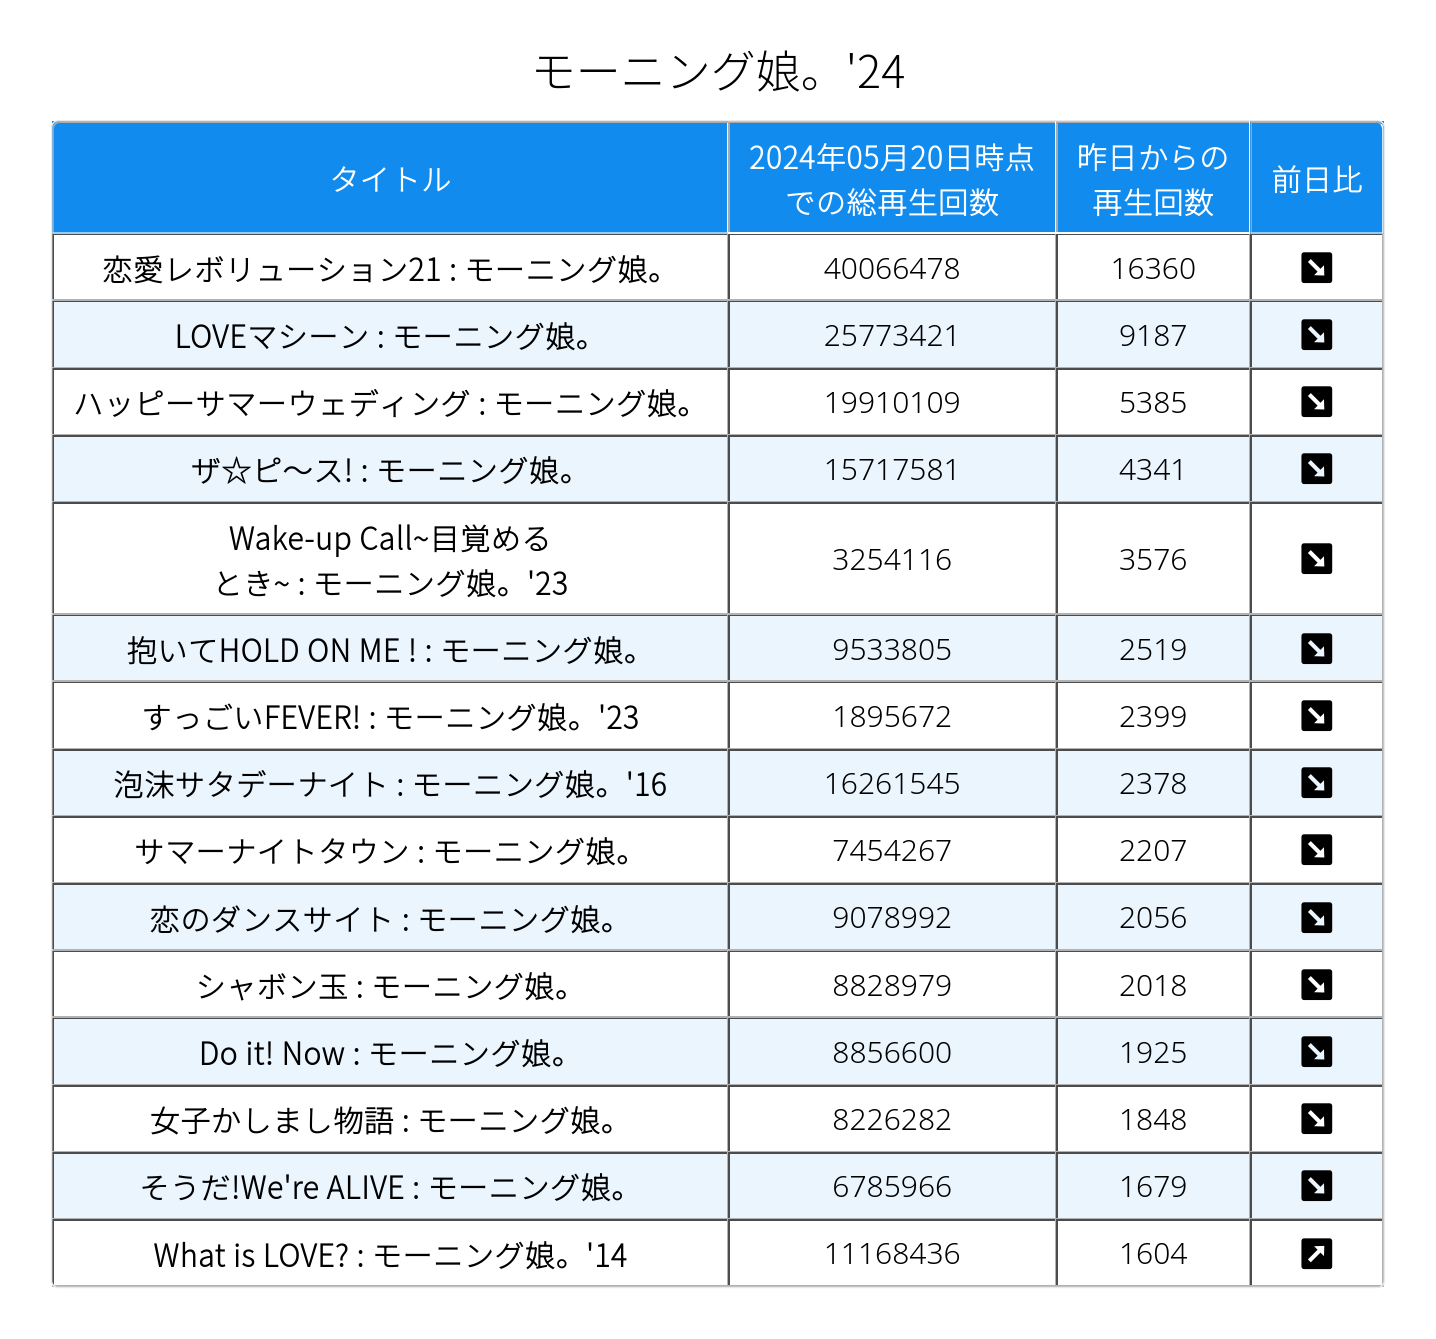 モーニング娘。'24
タイトル
2024年05月20日時点
での総再生回数
昨日からの
再生回数
前日比
恋愛レボリューション21 : モーニング娘。 40066478 16360
LOVEマシーン : モーニング娘。 25773421 9187
ハッピーサマーウェディング : モーニング娘。 19910109 5385
ザ☆ピ〜ス! : モーニング娘。 15717581 4341
Wake-up Call~目覚める
とき~ : モーニング娘。'23 3254116 3576
抱いてHOLD ON ME ! : モーニング娘。 9533805 2519
すっごいFEVER! : モーニング娘。'23 1895672 2399
泡沫サタデーナイト : モーニング娘。'16 16261545 2378
サマーナイトタウン : モーニング娘。 7454267 2207
恋のダンスサイト : モーニング娘。 9078992 2056
シャボン玉 : モーニング娘。 8828979 2018
Do it! Now : モーニング娘。 8856600 1925
女子かしまし物語 : モーニング娘。 8226282 1848
そうだ!We're ALIVE : モーニング娘。 6785966 1679
What is LOVE? : モーニング娘。'14 11168436 1604